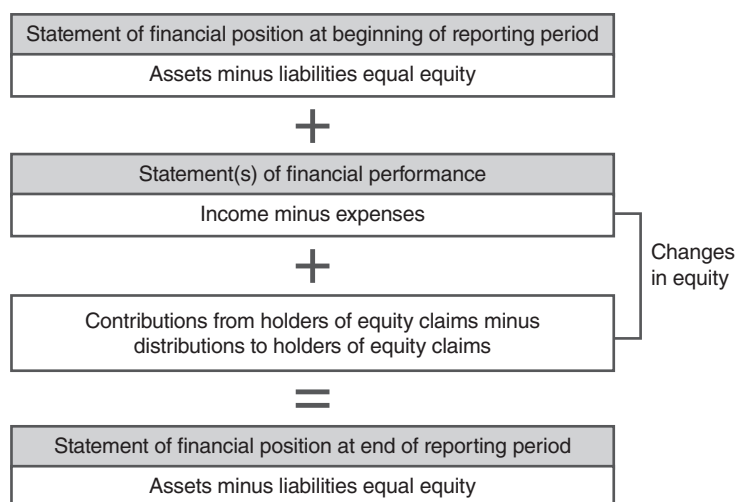 Statement of financial position at beginning of reporting period
Assets minus liabilities equal equity
+
Statement(s) of financial performance
Income minus expenses
+
Changes
in equity
Contributions from holders of equity claims minus
distributions to holders of equity claims
=
Statement of financial position at end of reporting period
Assets minus liabilities equal equity